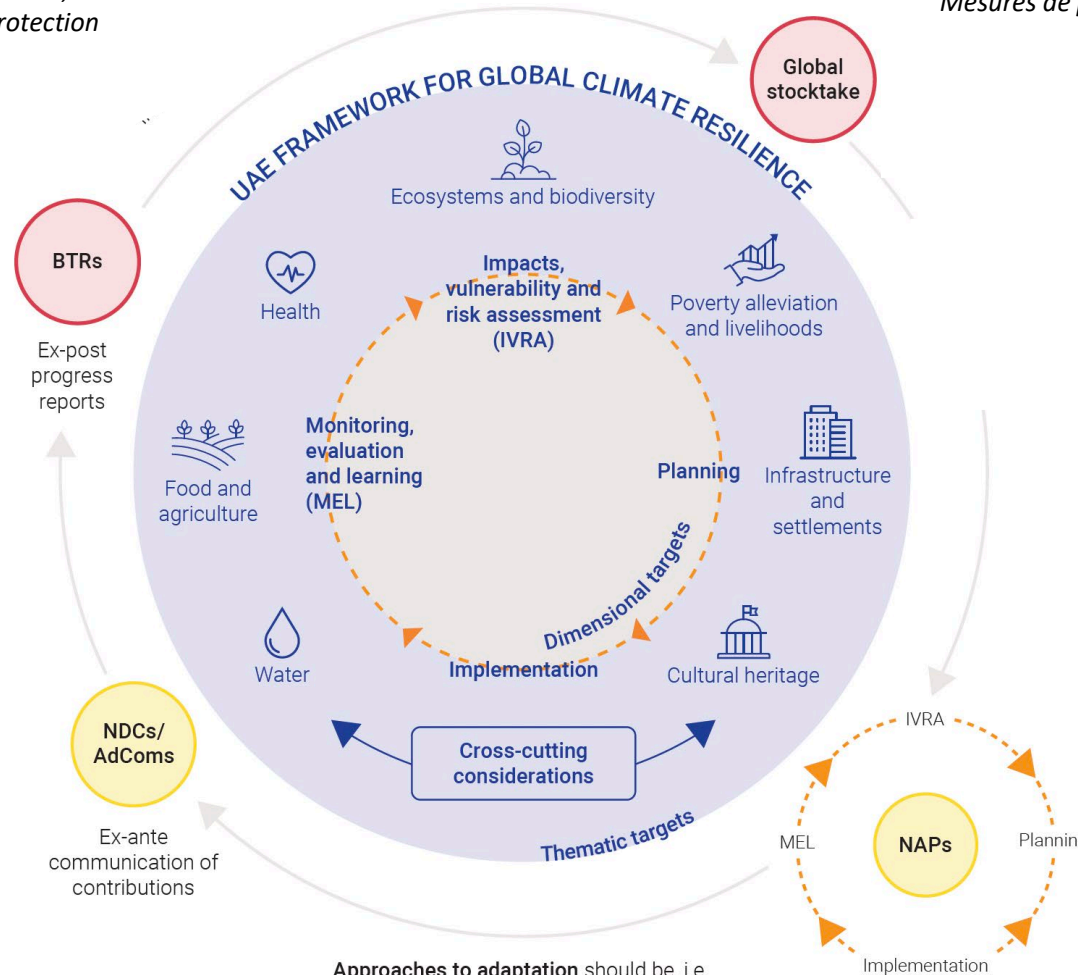 rotection
Mesures de p
Global
stocktake
UAE FRAMEWORK FOR GLOBAL CLIMATE RESILIENCE
Ecosystems and biodiversity
BTRs
Ex-post
progress
reports
Health
Impacts,
vulnerability and
risk assessment
(IVRA)
Poverty alleviation
and livelihoods
Food and
agriculture
Monitoring,
evaluation
and learning
(MEL)
Planning
Infrastructure
and
settlements
Dimensional targets
Water
Implementation
Cultural heritage
NDCs/
AdComs
Ex-ante
communication of
contributions
Cross-cutting
considerations
Thematic targets
IVRA
MEL
NAPs
Plannin
Implementation
Approaches to adaptation should be, i.e.